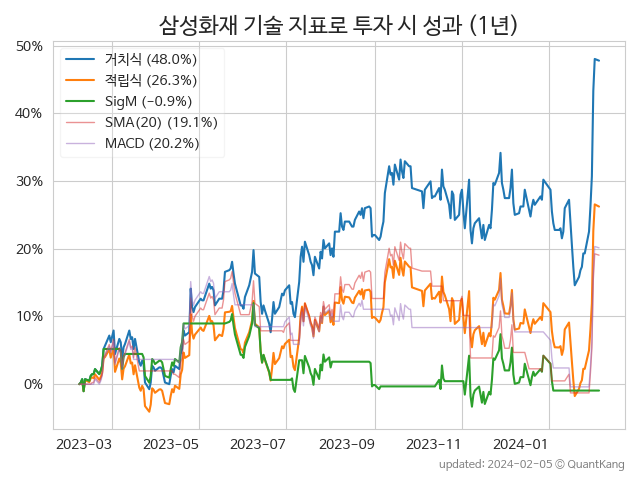 삼성화재 기술 지표로 투자 시 성과 (1년)
거치식 (48.0%)
적립식 (26.3%)
SigM (−0.9%)
SMA(20) (19.1%)
MACD (20.2%)
50%
40%
30%
20%
10%
0%
2023-03 2023-05 2023-07 2023-09 2023-11 2024-01
updated: 2024-02-05 © QuantKang